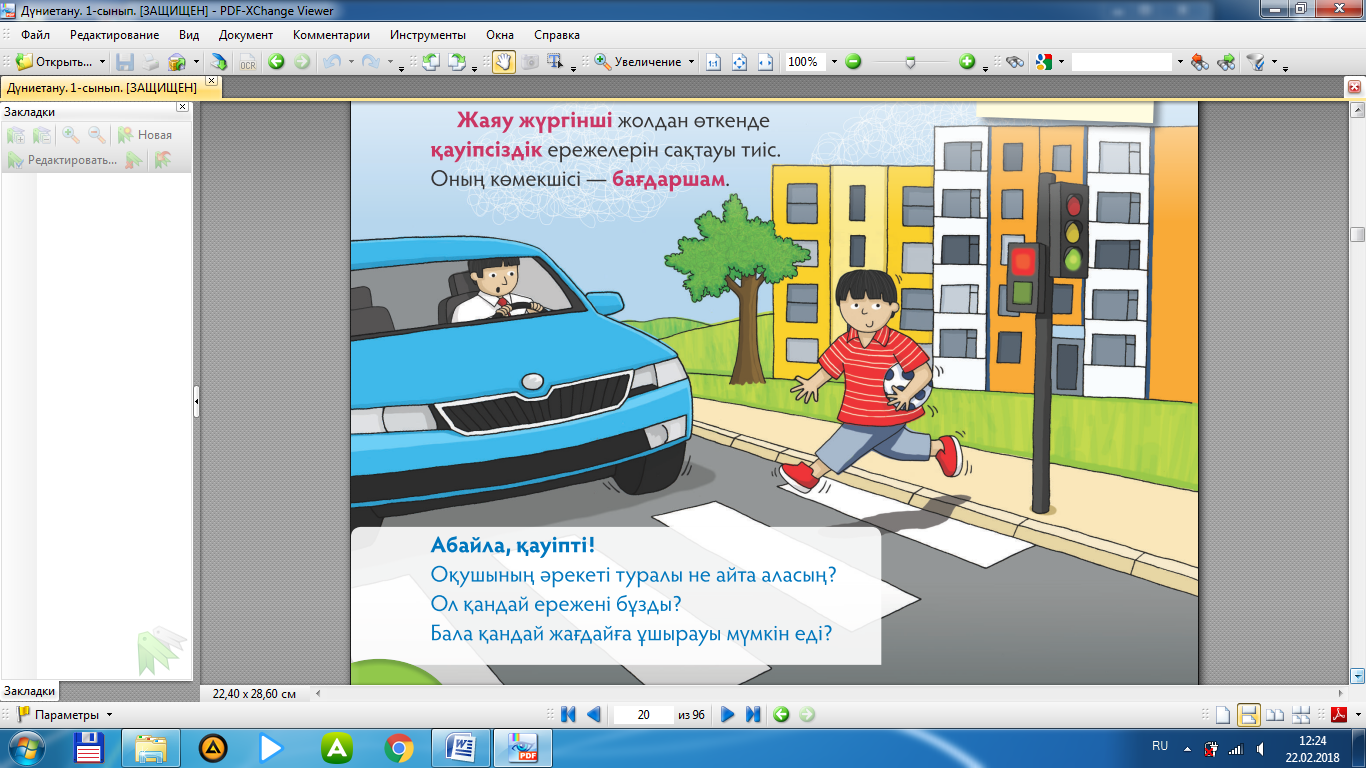 Дүниетану. 1-сынып. [ЗАЩИЩЕН] - PDF-XChange Viewer
Файл Редактирование Вид Документ Комментарии Инструменты Окна Справка
Открыть... OCR Увеличение 100%
Дүниетану. 1-сынып. [ЗАЩИЩЕН]
Закладки
Новая
Редактировать...
Жаяу жүргінші жолдан өткенде
қауіпсіздік ережелерін сақтауы тиіс.
Оның көмекшісі — бағдаршам.
Абайла, қауіпті!
Оқушының әрекеті туралы не айта аласың?
Ол қандай ережені бұзды?
Бала қандай жағдайға ұшырауы мүмкін еді?
Закладки
22,40 x 28,60 см
Параметры 20 из 96
RU 12:24
22.02.2018